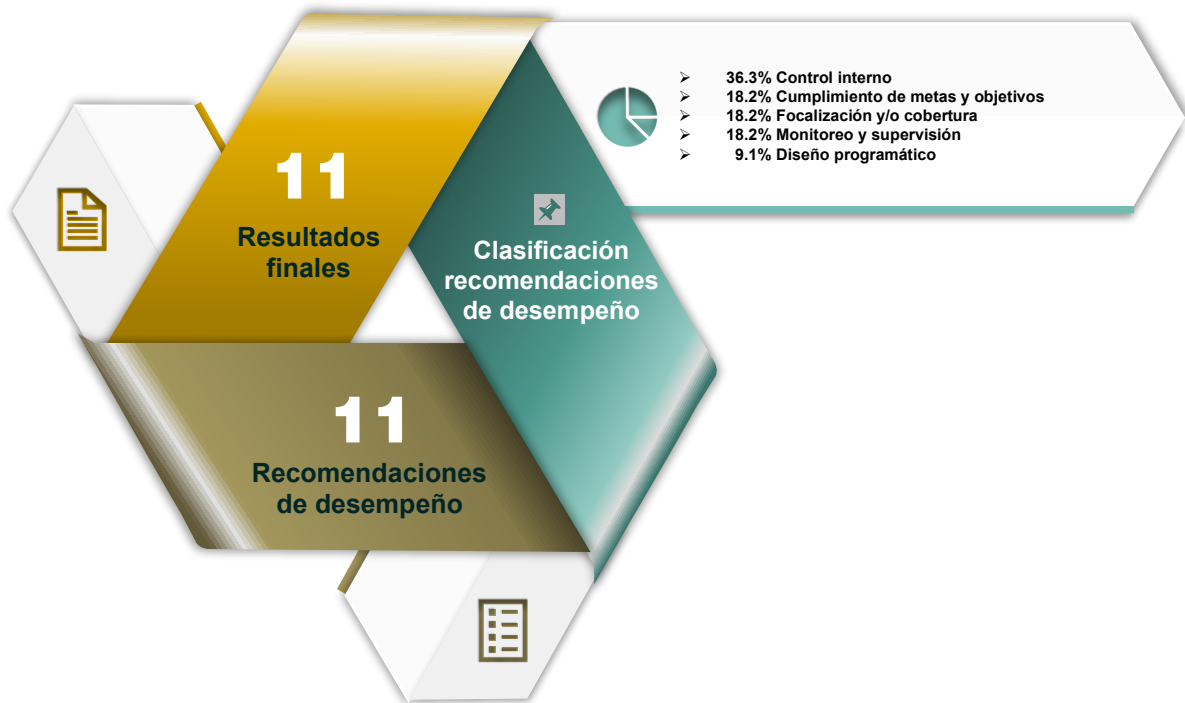 11
Resultados
finales
11
Recomendaciones
de desempeño
Clasificación
recomendaciones
de desempeño
➢ 36.3% Control interno
➢ 18.2% Cumplimiento de metas y objetivos
➢ 18.2% Focalización y/o cobertura
➢ 18.2% Monitoreo y supervisión
➢ 9.1% Diseño programático